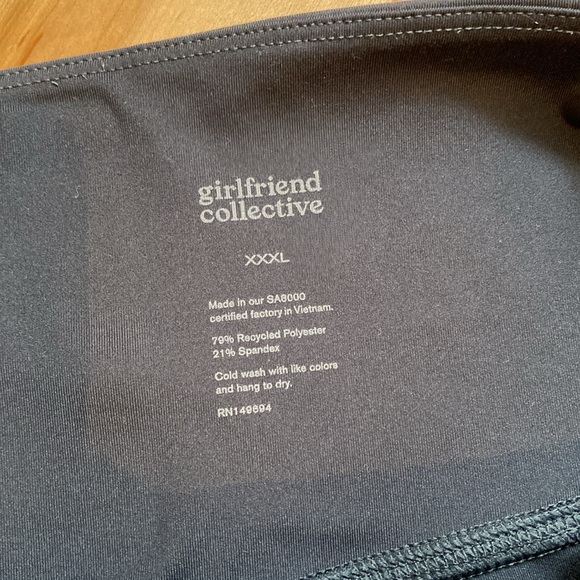 girlfriend
collective
XXXL
Made in our SA8000
certified factory in Vietnam.
79% Recycled Polyester
21% Spandex
Cold wash with like colors
and hang to dry.
RN149694